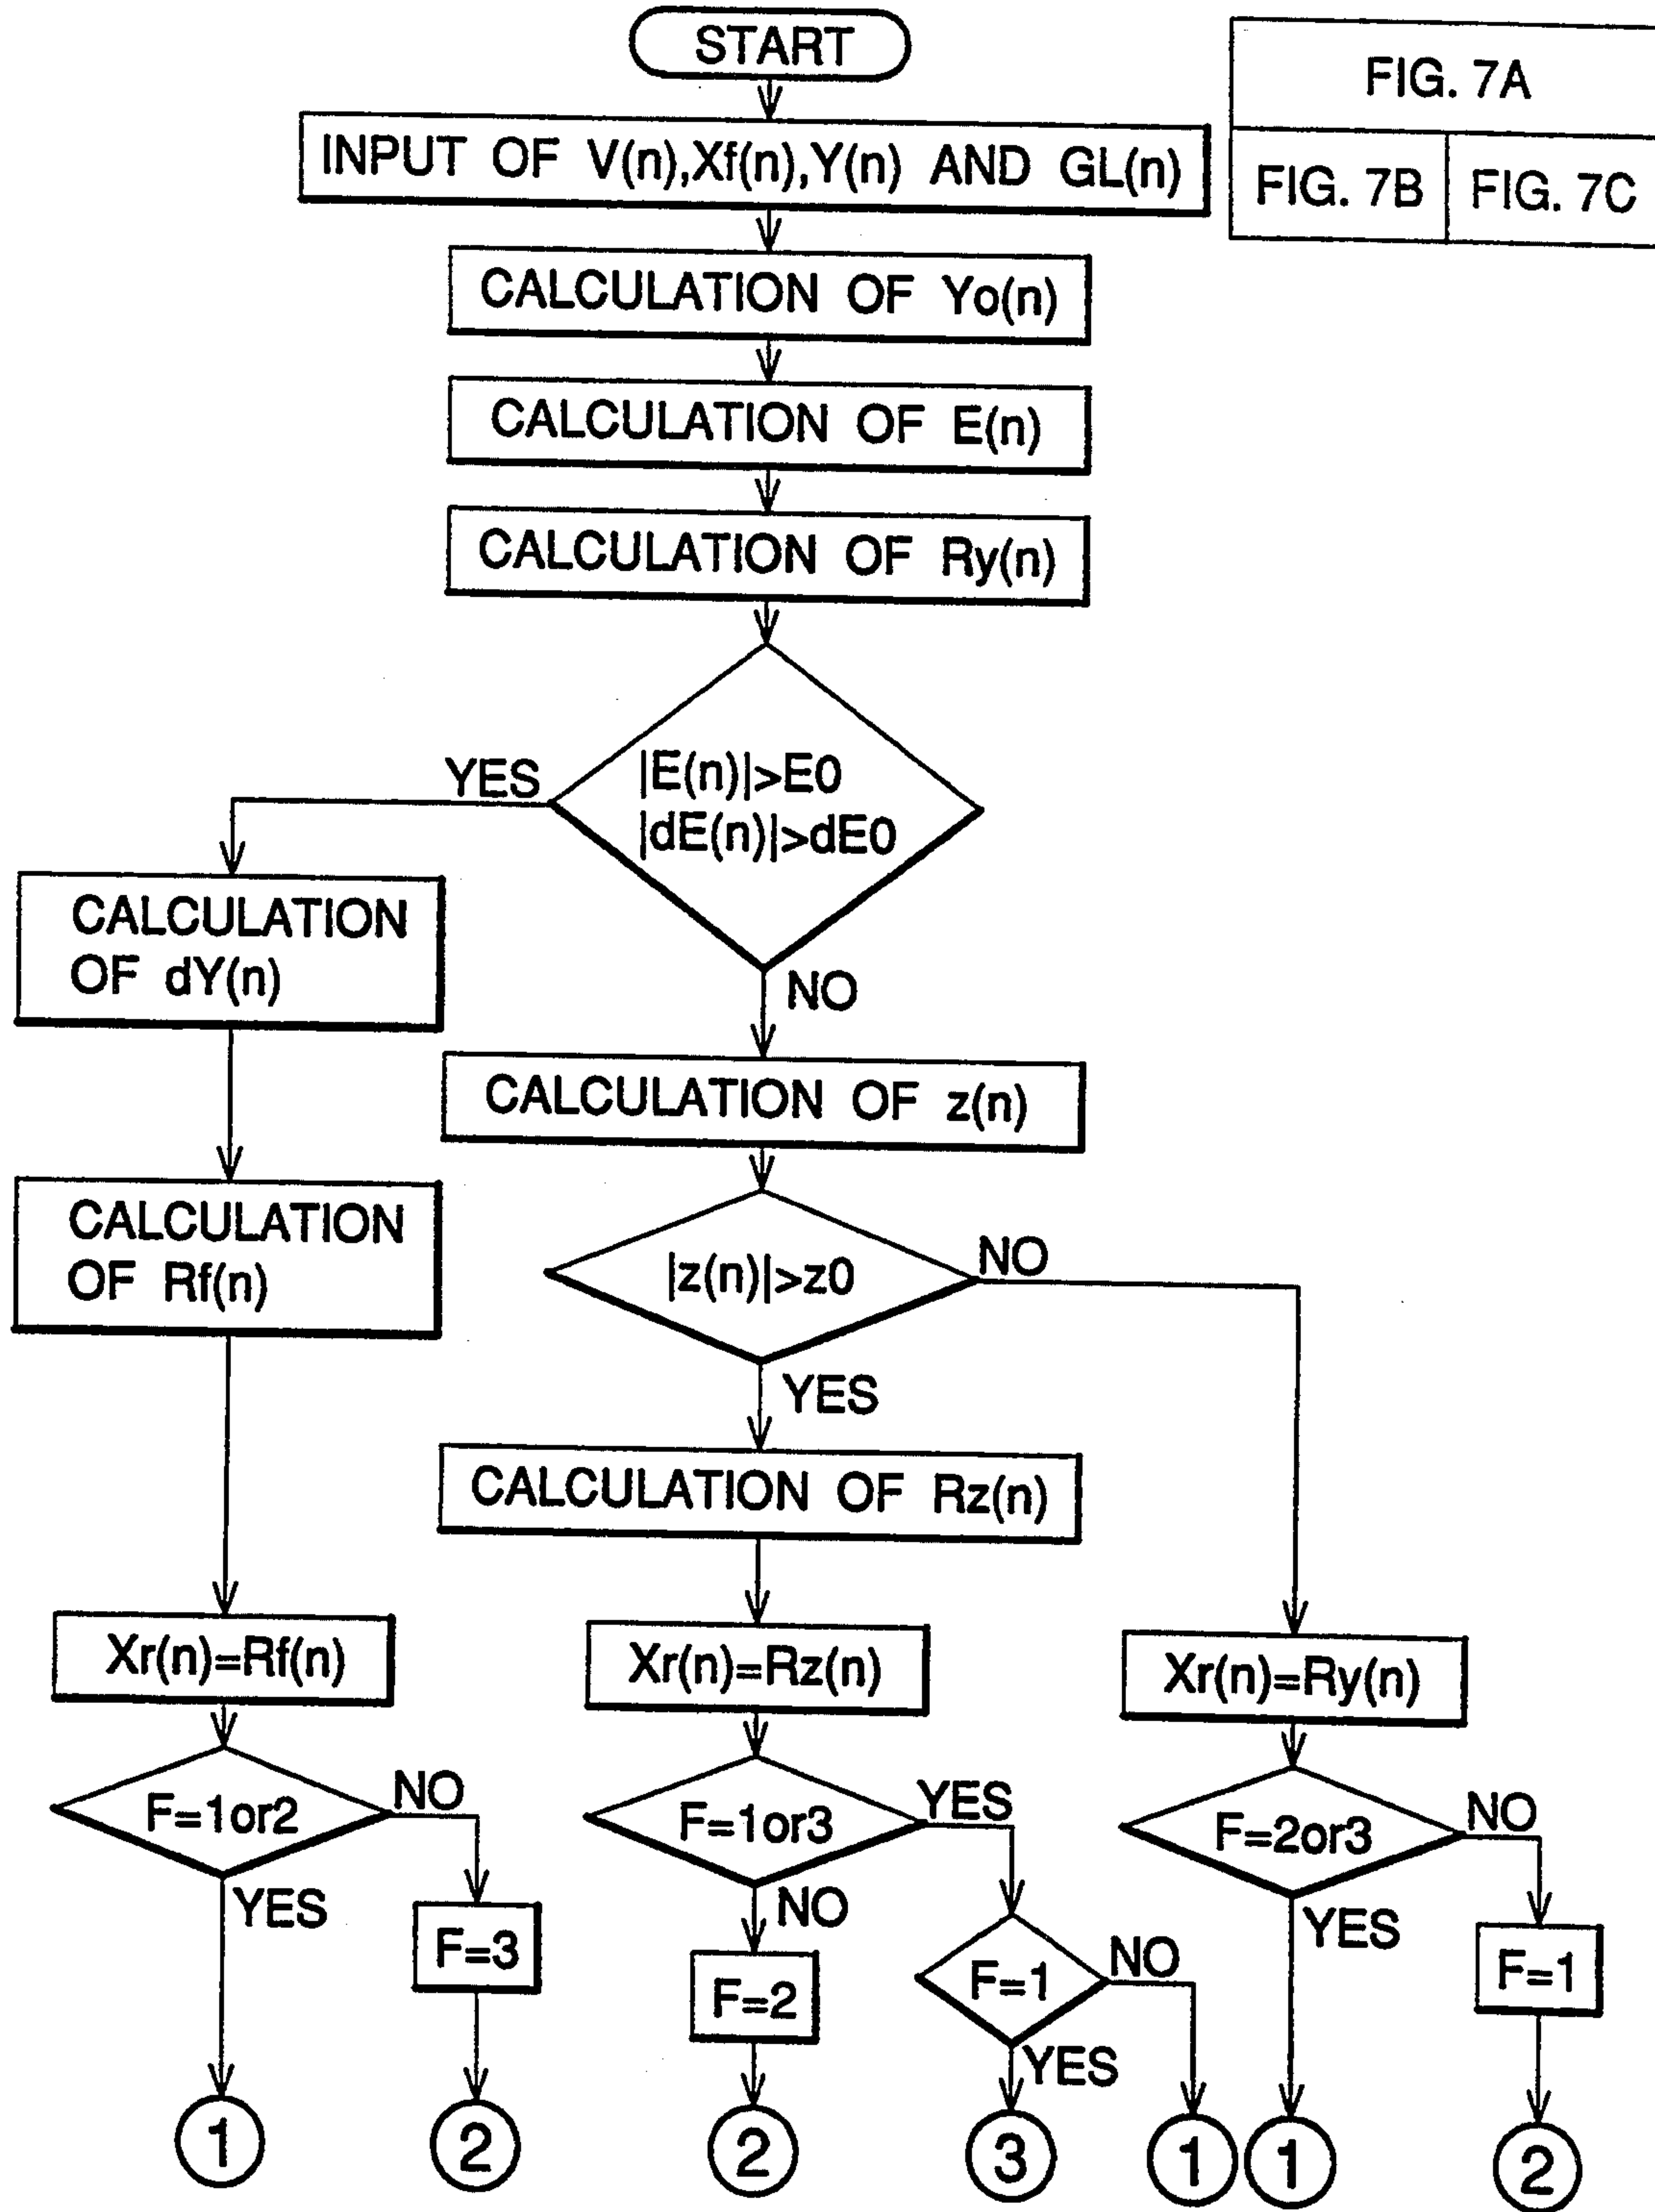 START
FIG. 7A
FIG. 7B
FIG. 7C
INPUT OF V(n),Xf(n),Y(n) AND GL(n)
CALCULATION OF Yo(n)
CALCULATION OF E(n)
CALCULATION OF Ry(n)
|E(n)|>E0
|dE(n)|>dE0
YES
NO
CALCULATION
OF dY(n)
CALCULATION OF z(n)
CALCULATION
OF Rf(n)
|z(n)|>z0
NO
YES
CALCULATION OF Rz(n)
Xr(n)=Rf(n)
Xr(n)=Rz(n)
Xr(n)=Ry(n)
F=1or2
NO
YES
F=1or3
YES
NO
F=2or3
NO
YES
F=3
F=2
F=1
NO
YES
F=1
1
2
2
3
1
1
2